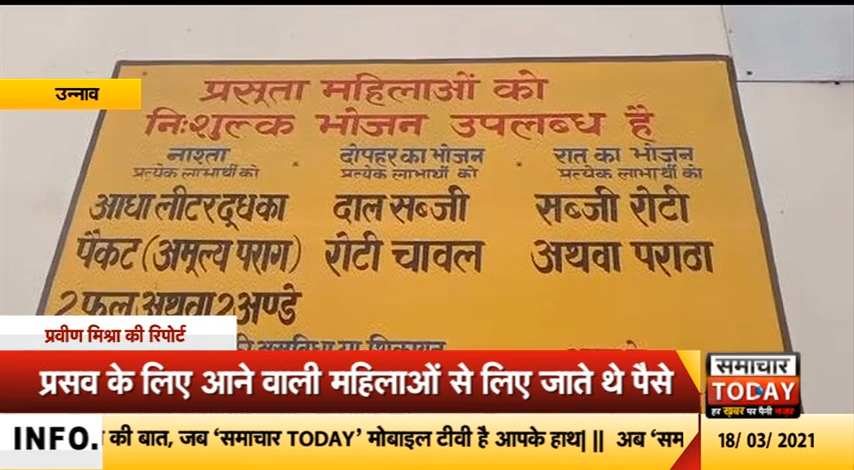 उन्नाव
प्रसूता महिलाओं को
निःशुल्क भोजन उपलब्ध है
नाश्ता
प्रत्येक लाभार्थी को
दोपहर का भोजन
प्रत्येक लाभार्थी को
रात का भोजन
प्रत्येक लाभार्थी को
आधा लीटर दूध का
पैकेट (अमूल्य पराग)
2 फल अथवा 2 अण्डे
दाल सब्जी
रोटी चावल
सब्जी रोटी
अथवा पराठा
प्रवीण मिश्रा की रिपोर्ट
प्रसव के लिए आने वाली महिलाओं से लिए जाते थे पैसे
समाचार
TODAY
हर ख़बर पर पैनी नजर
INFO.
की बात, जब ‘समाचार TODAY’ मोबाइल टीवी है आपके हाथ| || अब ‘सम
18/ 03/ 2021